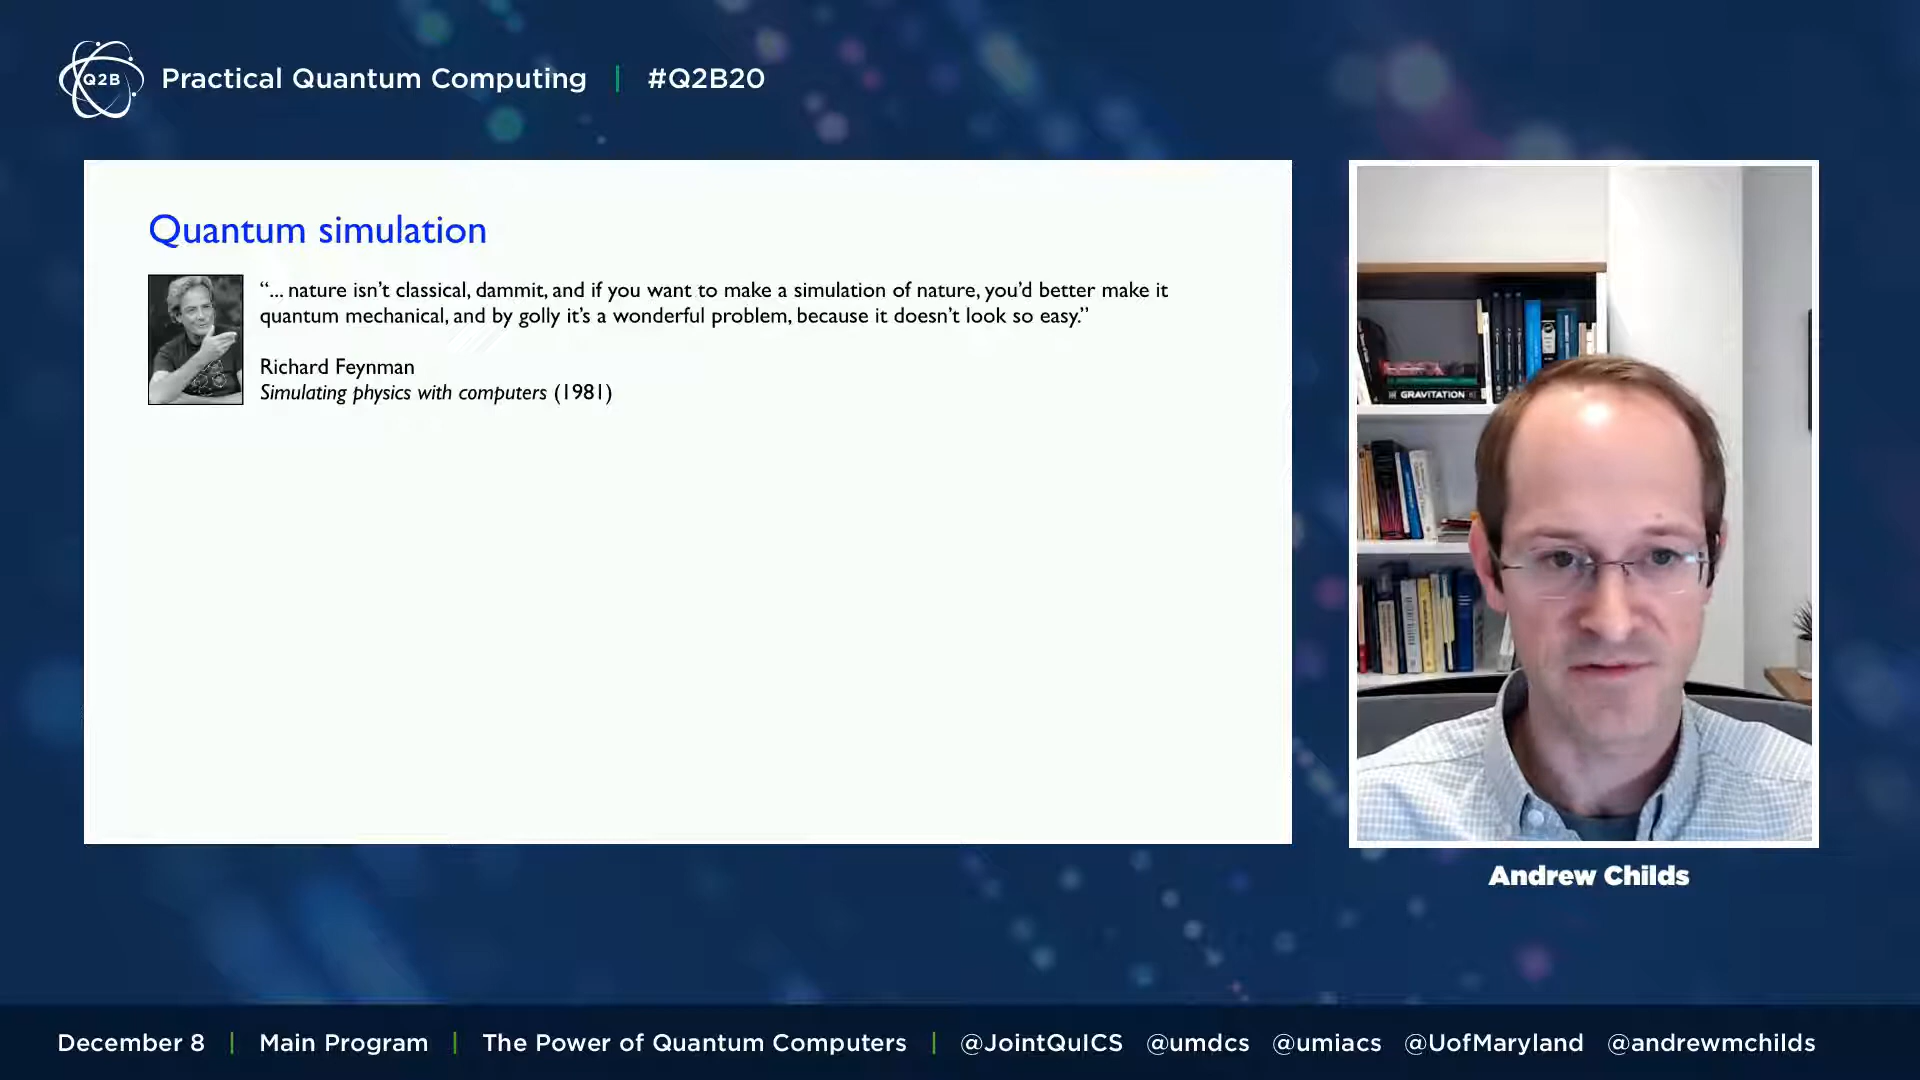 Q2B
Practical Quantum Computing | #Q2B20
Quantum simulation
“... nature isn’t classical, dammit, and if you want to make a simulation of nature, you’d better make it
quantum mechanical, and by golly it’s a wonderful problem, because it doesn’t look so easy.”
Richard Feynman
Simulating physics with computers (1981)
GRAVITATION
Andrew Childs
December 8 | Main Program | The Power of Quantum Computers | @JointQuICS @umdcs @umiacs @UofMaryland @andrewmchilds